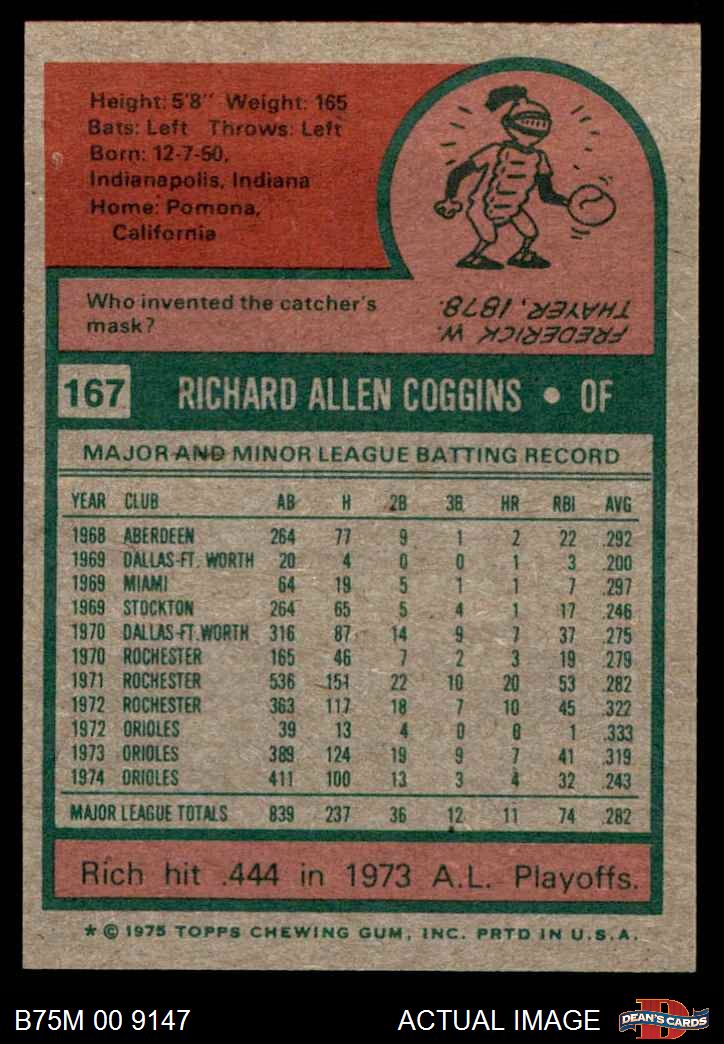 Height: 5'8" Weight: 165
Bats: Left Throws: Left
Born: 12-7-50,
Indianapolis, Indiana
Home: Pomona,
California
Who invented the catcher's
mask?
FREDERICK W.
THAYER, 1878.
167 RICHARD ALLEN COGGINS • OF
MAJOR AND MINOR LEAGUE BATTING RECORD
YEAR CLUB AB H 2B 3B HR RBI AVG
1968 ABERDEEN 264 77 9 1 2 22 .292
1969 DALLAS-FT. WORTH 20 4 0 0 1 3 .200
1969 MIAMI 64 19 5 1 1 7 .297
1969 STOCKTON 264 65 5 4 1 17 .246
1970 DALLAS-FT.WORTH 316 87 14 9 7 37 .275
1970 ROCHESTER 165 46 7 2 3 19 .279
1971 ROCHESTER 536 151 22 10 20 53 .282
1972 ROCHESTER 363 117 18 7 10 45 .322
1972 ORIOLES 39 13 4 0 0 1 .333
1973 ORIOLES 389 124 19 9 7 41 .319
1974 ORIOLES 411 100 13 3 4 32 .243
MAJOR LEAGUE TOTALS 839 237 36 12 11 74 .282
Rich hit .444 in 1973 A.L. Playoffs.
* © 1975 TOPPS CHEWING GUM, INC. PRTD IN U.S.A.
B75M 00 9147 ACTUAL IMAGE D DEAN'S CARDS